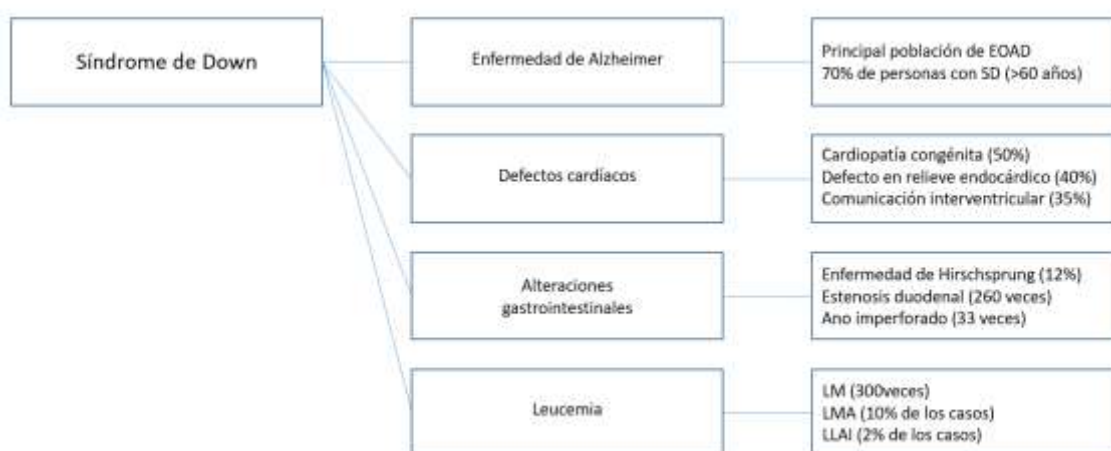 Síndrome de Down
Enfermedad de Alzheimer
Principal población de EOAD
70% de personas con SD (>60 años)
Defectos cardíacos
Cardiopatía congénita (50%)
Defecto en relieve endocárdico (40%)
Comunicación interventricular (35%)
Alteraciones
gastrointestinales
Enfermedad de Hirschsprung (12%)
Estenosis duodenal (260 veces)
Ano imperforado (33 veces)
Leucemia
LM (300veces)
LMA (10% de los casos)
LLAI (2% de los casos)